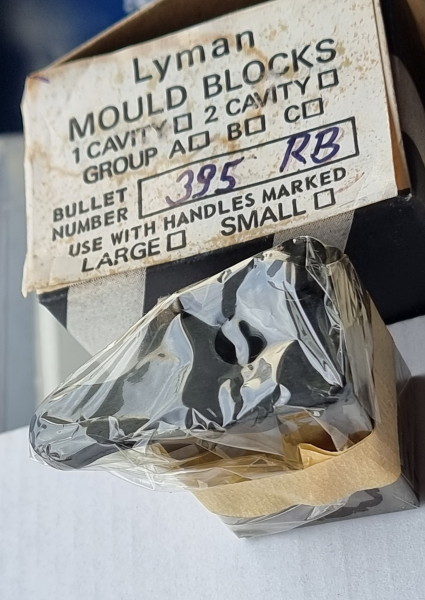 Lyman
MOULD BLOCKS
1 CAVITY 2 CAVITY
GROUP A B C
BULLET
NUMBER 395 RB
USE WITH HANDLES MARKED
LARGE SMALL